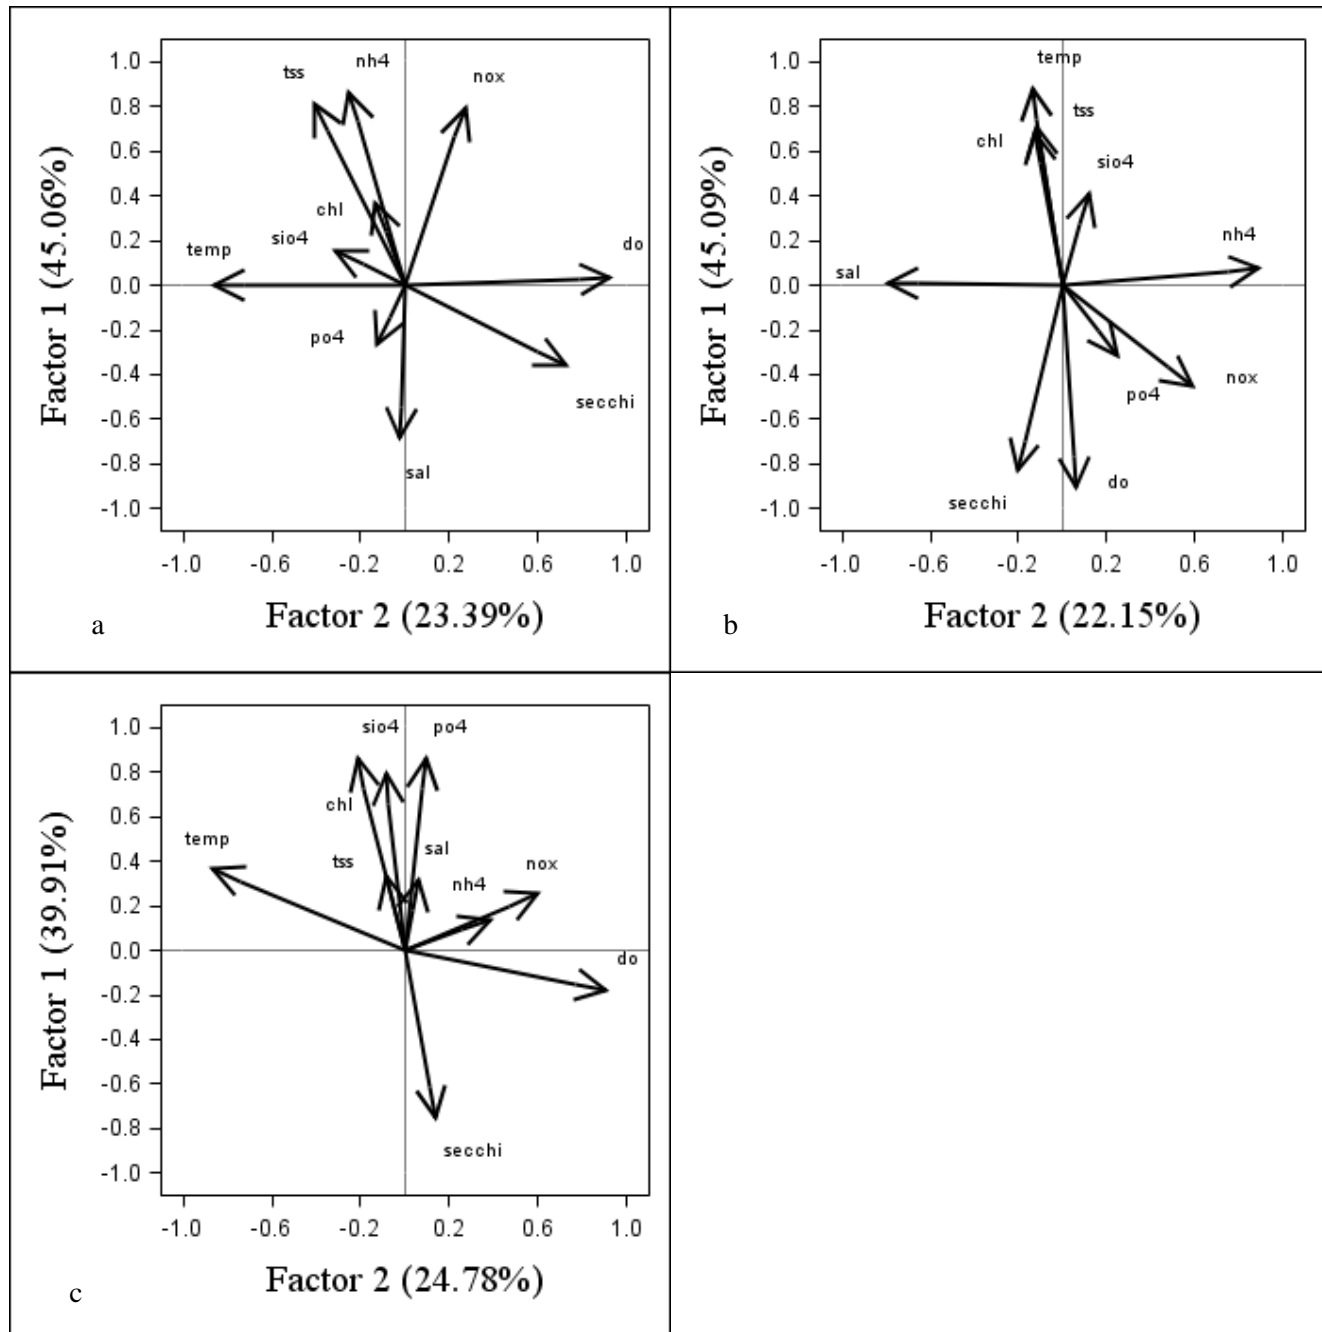 nh4
tss
nox
chl
sio4
temp
do
po4
secchi
sal
1.0
0.8
0.6
0.4
0.2
0.0
-0.2
-0.4
-0.6
-0.8
-1.0
Factor 1 (45.06%)
-1.0 -0.6 -0.2 0.2 0.6 1.0
Factor 2 (23.39%)
a
temp
tss
chl
sio4
nh4
sal
nox
po4
do
secchi
1.0
0.8
0.6
0.4
0.2
0.0
-0.2
-0.4
-0.6
-0.8
-1.0
Factor 1 (45.09%)
-1.0 -0.6 -0.2 0.2 0.6 1.0
Factor 2 (22.15%)
b
sio4 po4
chl
temp
tss
sal
nox
nh4
do
secchi
1.0
0.8
0.6
0.4
0.2
0.0
-0.2
-0.4
-0.6
-0.8
-1.0
Factor 1 (39.91%)
-1.0 -0.6 -0.2 0.2 0.6 1.0
Factor 2 (24.78%)
c